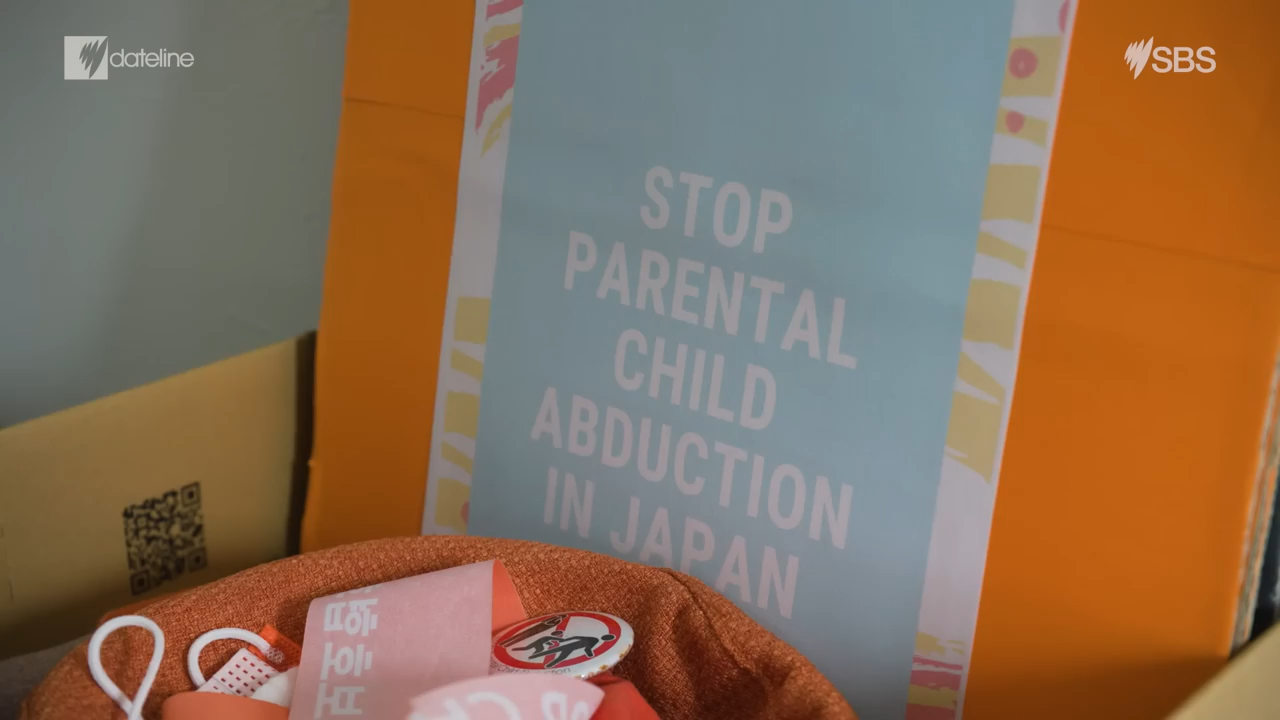 dateline
SBS
STOP
PARENTAL
CHILD
ABDUCTION
IN JAPAN